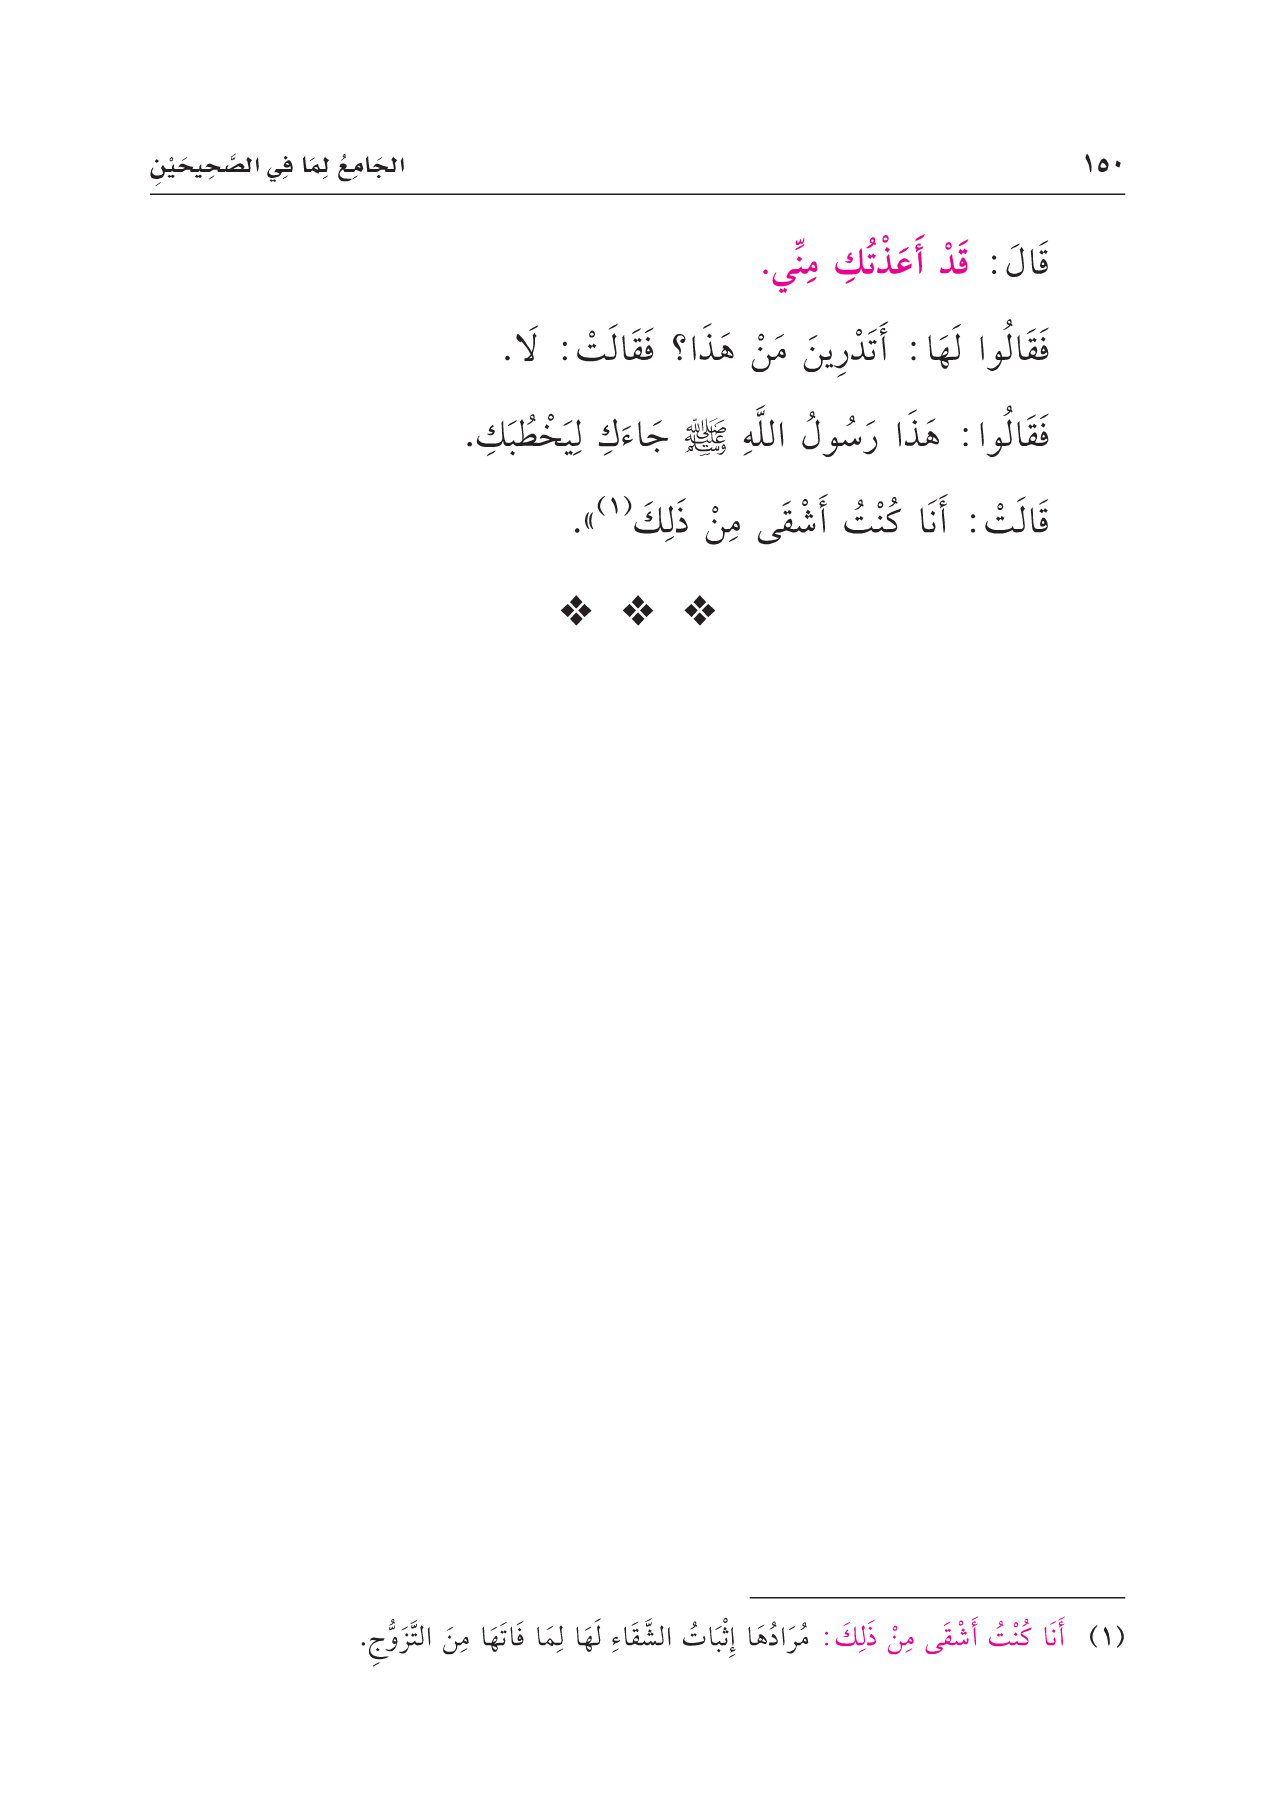 ١٥٠ الجَامِعُ لِمَا فِي الصَّحِيحَيْنِ
قَالَ: قَدْ أَعَذْتُكِ مِنِّي.
فَقَالُوا لَهَا: أَتَدْرِينَ مَنْ هَذَا؟ فَقَالَتْ: لَا.
فَقَالُوا: هَذَا رَسُولُ اللَّهِ ﷺ جَاءَكِ لِيَخْطُبَكِ.
قَالَتْ: أَنَا كُنْتُ أَشْقَى مِنْ ذَلِكَ(١)».
❖ ❖ ❖
(١) أَنَا كُنْتُ أَشْقَى مِنْ ذَلِكَ: مُرَادُهَا إِثْبَاتُ الشَّقَاءِ لَهَا لِمَا فَاتَهَا مِنَ التَّزَوُّجِ.